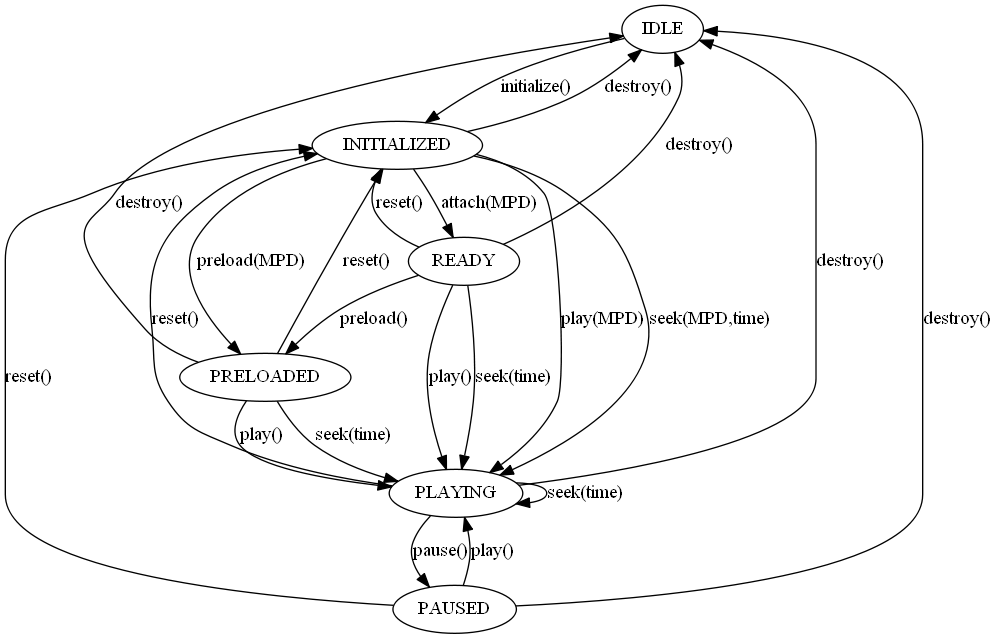 IDLE
initialize()
destroy()
INITIALIZED
destroy()
destroy()
reset()
attach(MPD)
preload(MPD)
reset()
READY
destroy()
reset()
preload()
play(MPD)
seek(MPD,time)
destroy()
reset()
PRELOADED
play()
seek(time)
play()
seek(time)
PLAYING
seek(time)
pause()
play()
PAUSED